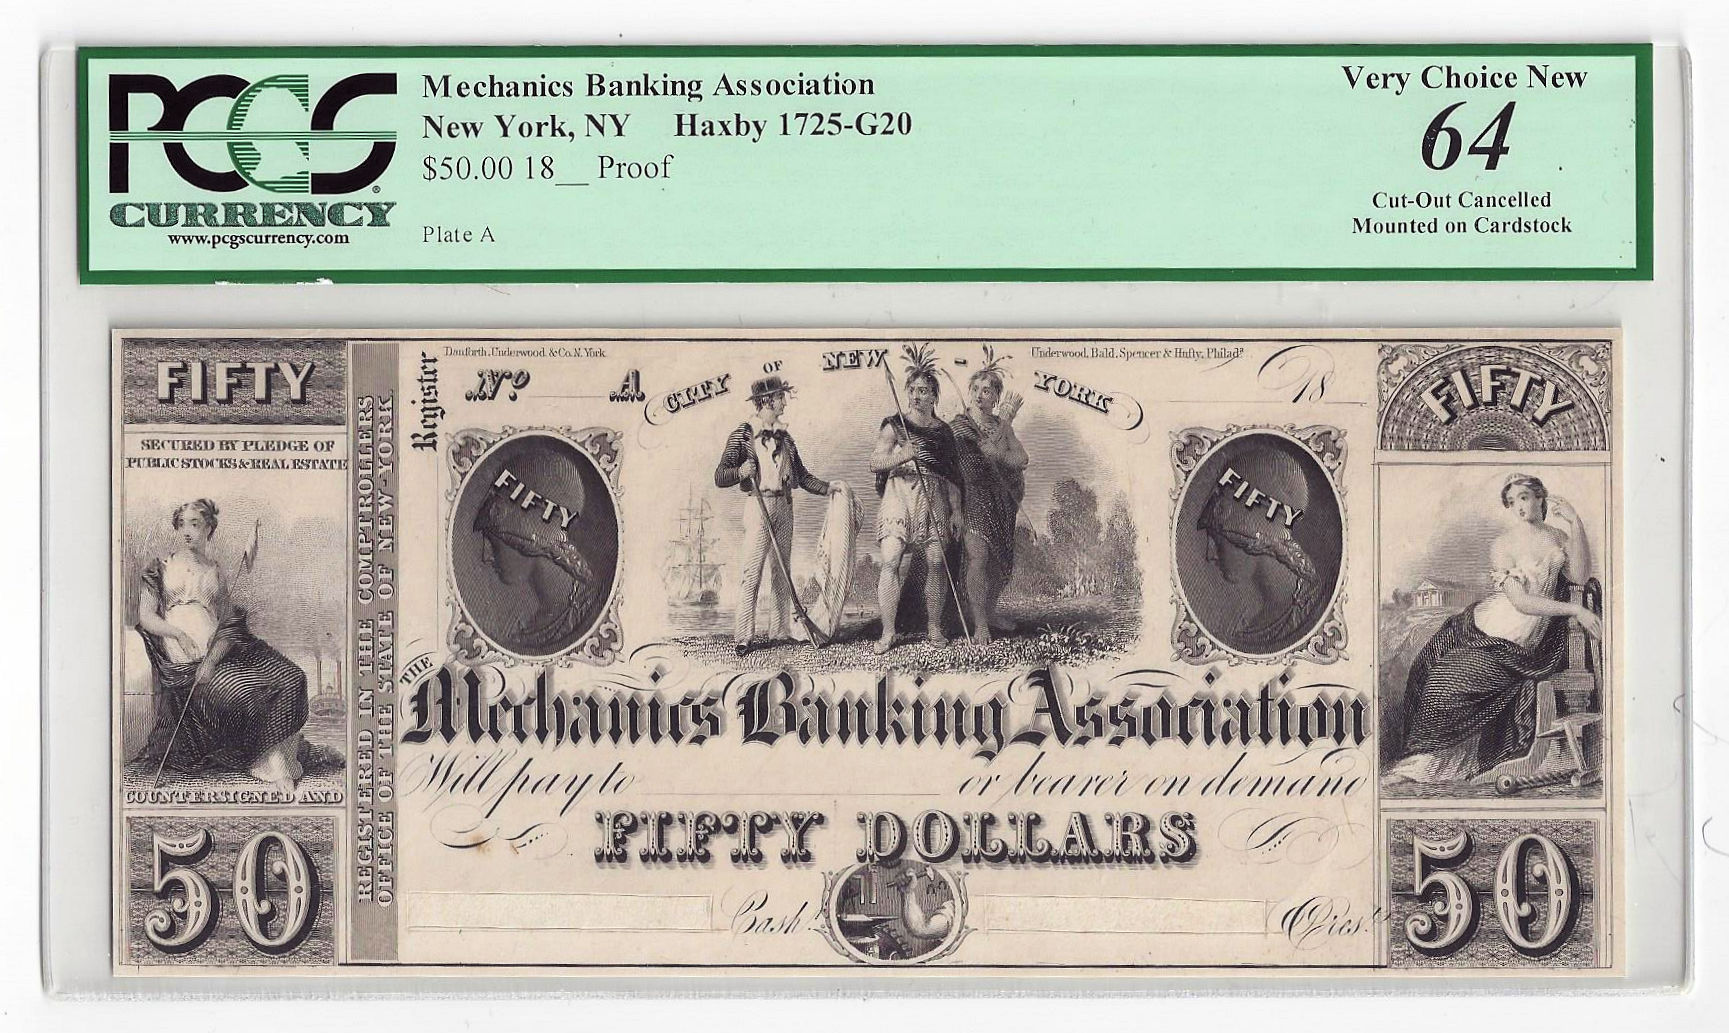 PCGS
CURRENCY
www.pcgscurrency.com
Mechanics Banking Association
New York, NY Haxby 1725-G20
$50.00 18__ Proof
Plate A
Very Choice New
64
Cut-Out Cancelled
Mounted on Cardstock
FIFTY
SECURED BY PLEDGE OF
PUBLIC STOCKS & REAL ESTATE
COUNTERSIGNED AND
50
REGISTERED IN THE COMPTROLLERS
OFFICE OF THE STATE OF NEW-YORK
Register
Danforth, Underwood & Co. N. York
Underwood, Bald, Spencer & Hufty, Philada.
No. A
CITY OF NEW - YORK
18
FIFTY
FIFTY
THE
Mechanics Banking Association
Will pay to or bearer on demand
FIFTY DOLLARS
Cashr. Prest.
FIFTY
50